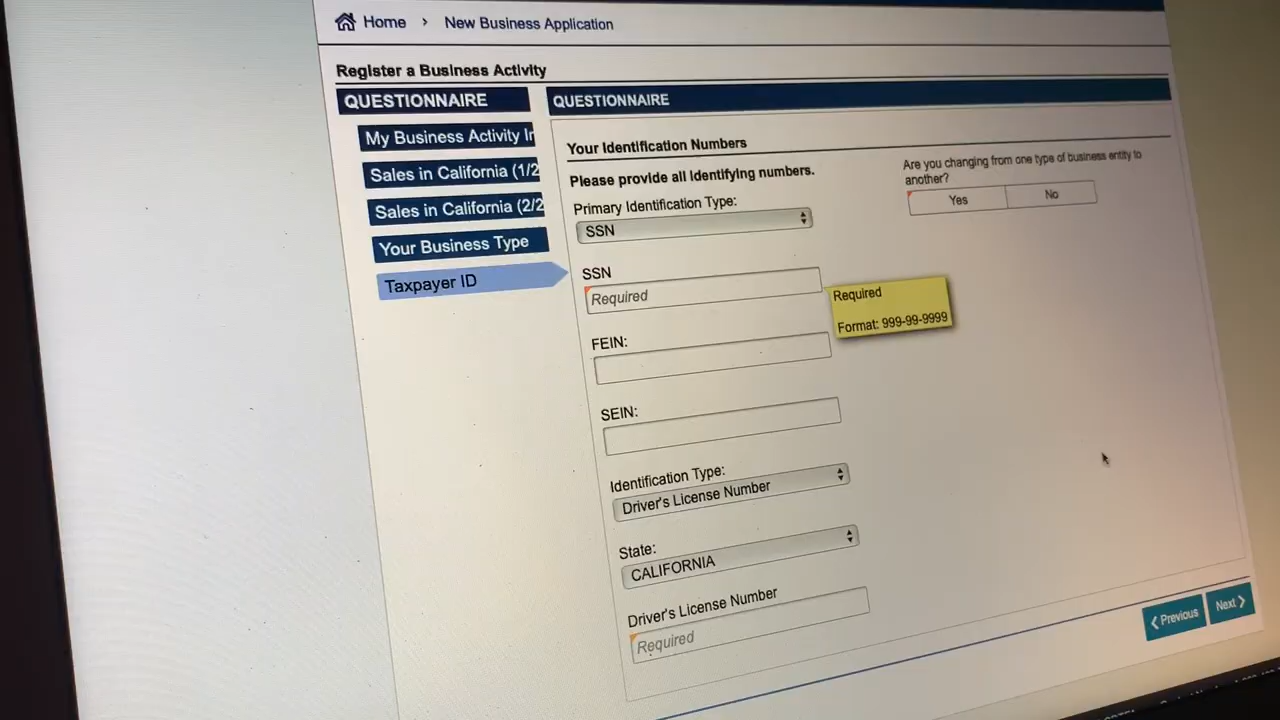 Home > New Business Application
Register a Business Activity
QUESTIONNAIRE
My Business Activity
Sales in California (1/2
Sales in California (2/2
Your Business Type
Taxpayer ID
QUESTIONNAIRE
Your Identification Numbers
Please provide all identifying numbers.
Primary Identification Type:
SSN
SSN
Required
Required
Format: 999-99-9999
FEIN:
SEIN:
Identification Type:
Driver's License Number
State:
CALIFORNIA
Driver's License Number
Required
Are you changing from one type of business entity to
another?
Yes No
Previous Next